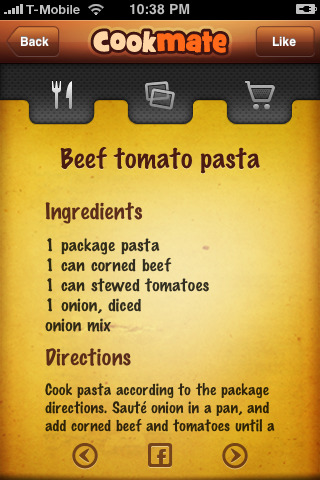 T-Mobile 10:38 PM
Back Cookmate Like
Beef tomato pasta
Ingredients
1 package pasta
1 can corned beef
1 can stewed tomatoes
1 onion, diced
onion mix
Directions
Cook pasta according to the package
directions. Sauté onion in a pan, and
add corned beef and tomatoes until a
f